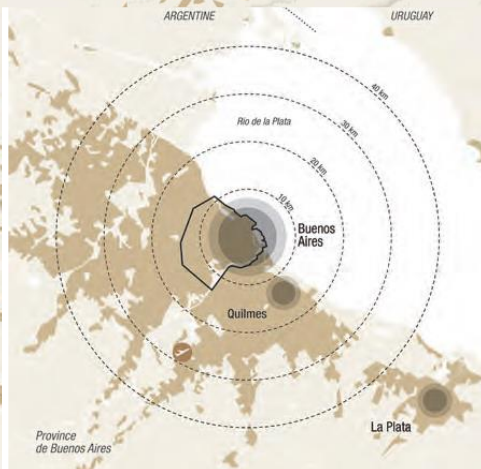 ARGENTINE
URUGUAY
40 km
30 km
Rio de la Plata
20 km
10 km
Buenos
Aires
Quilmes
La Plata
Province
de Buenos Aires